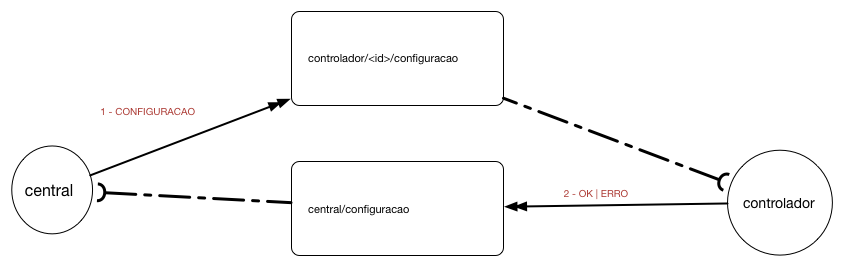 controlador/<id>/configuracao
1 - CONFIGURACAO
central
2 - OK | ERRO
controlador
central/configuracao